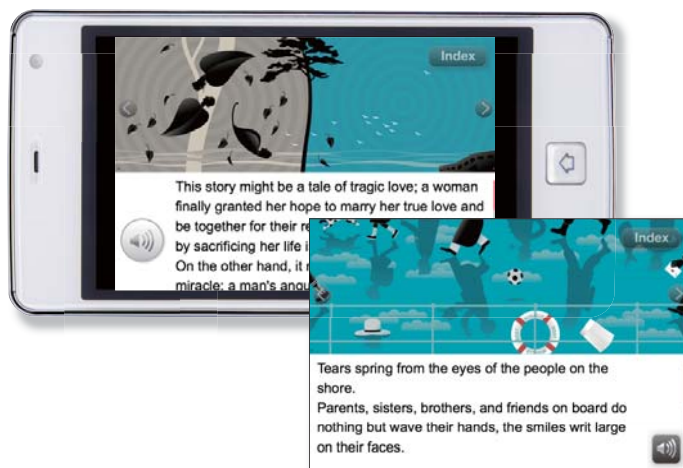 Index
This story might be a tale of tragic love; a woman
finally granted her hope to marry her true love and
be together for their
by sacrificing her life
On the other hand, it
miracle; a man's
Index
Tears spring from the eyes of the people on the
shore.
Parents, sisters, brothers, and friends on board do
nothing but wave their hands, the smiles writ large
on their faces.